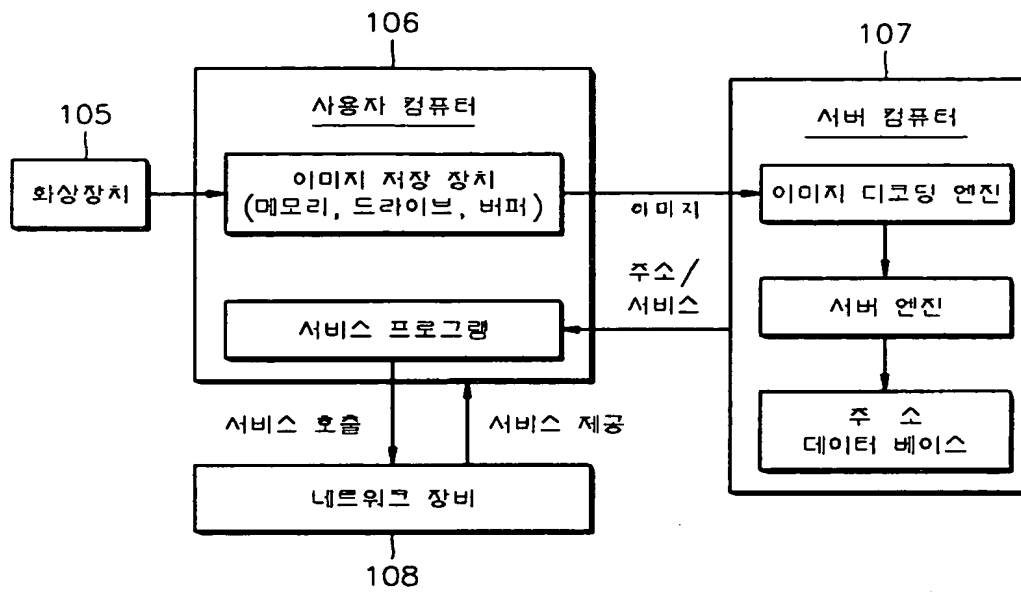 106
107
105
사용자 컴퓨터
서버 컴퓨터
화상장치
이미지 저장 장치
(메모리, 드라이브, 버퍼)
이미지
이미지 디코딩 엔진
주소/
서비스
서비스 프로그램
서버 엔진
서비스 호출
서비스 제공
주 소
데이터 베이스
네트워크 장비
108